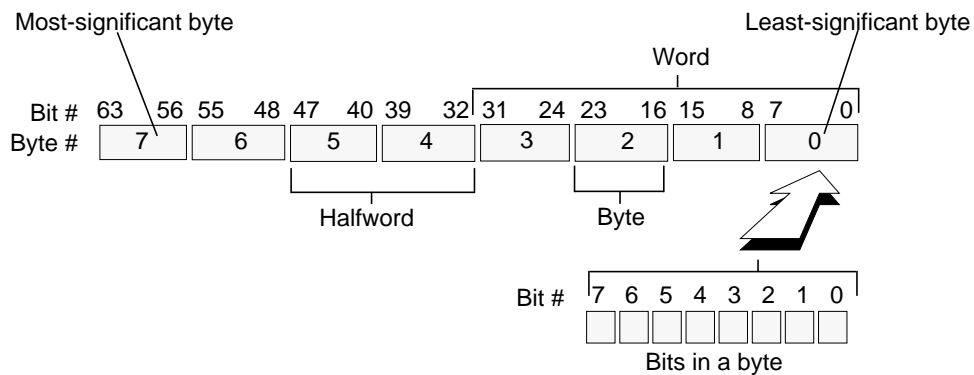 Most-significant byte Least-significant byte
Word
Bit # 63 56 55 48 47 40 39 32 31 24 23 16 15 8 7 0
Byte # 7 6 5 4 3 2 1 0
Halfword Byte
Bit # 7 6 5 4 3 2 1 0
Bits in a byte